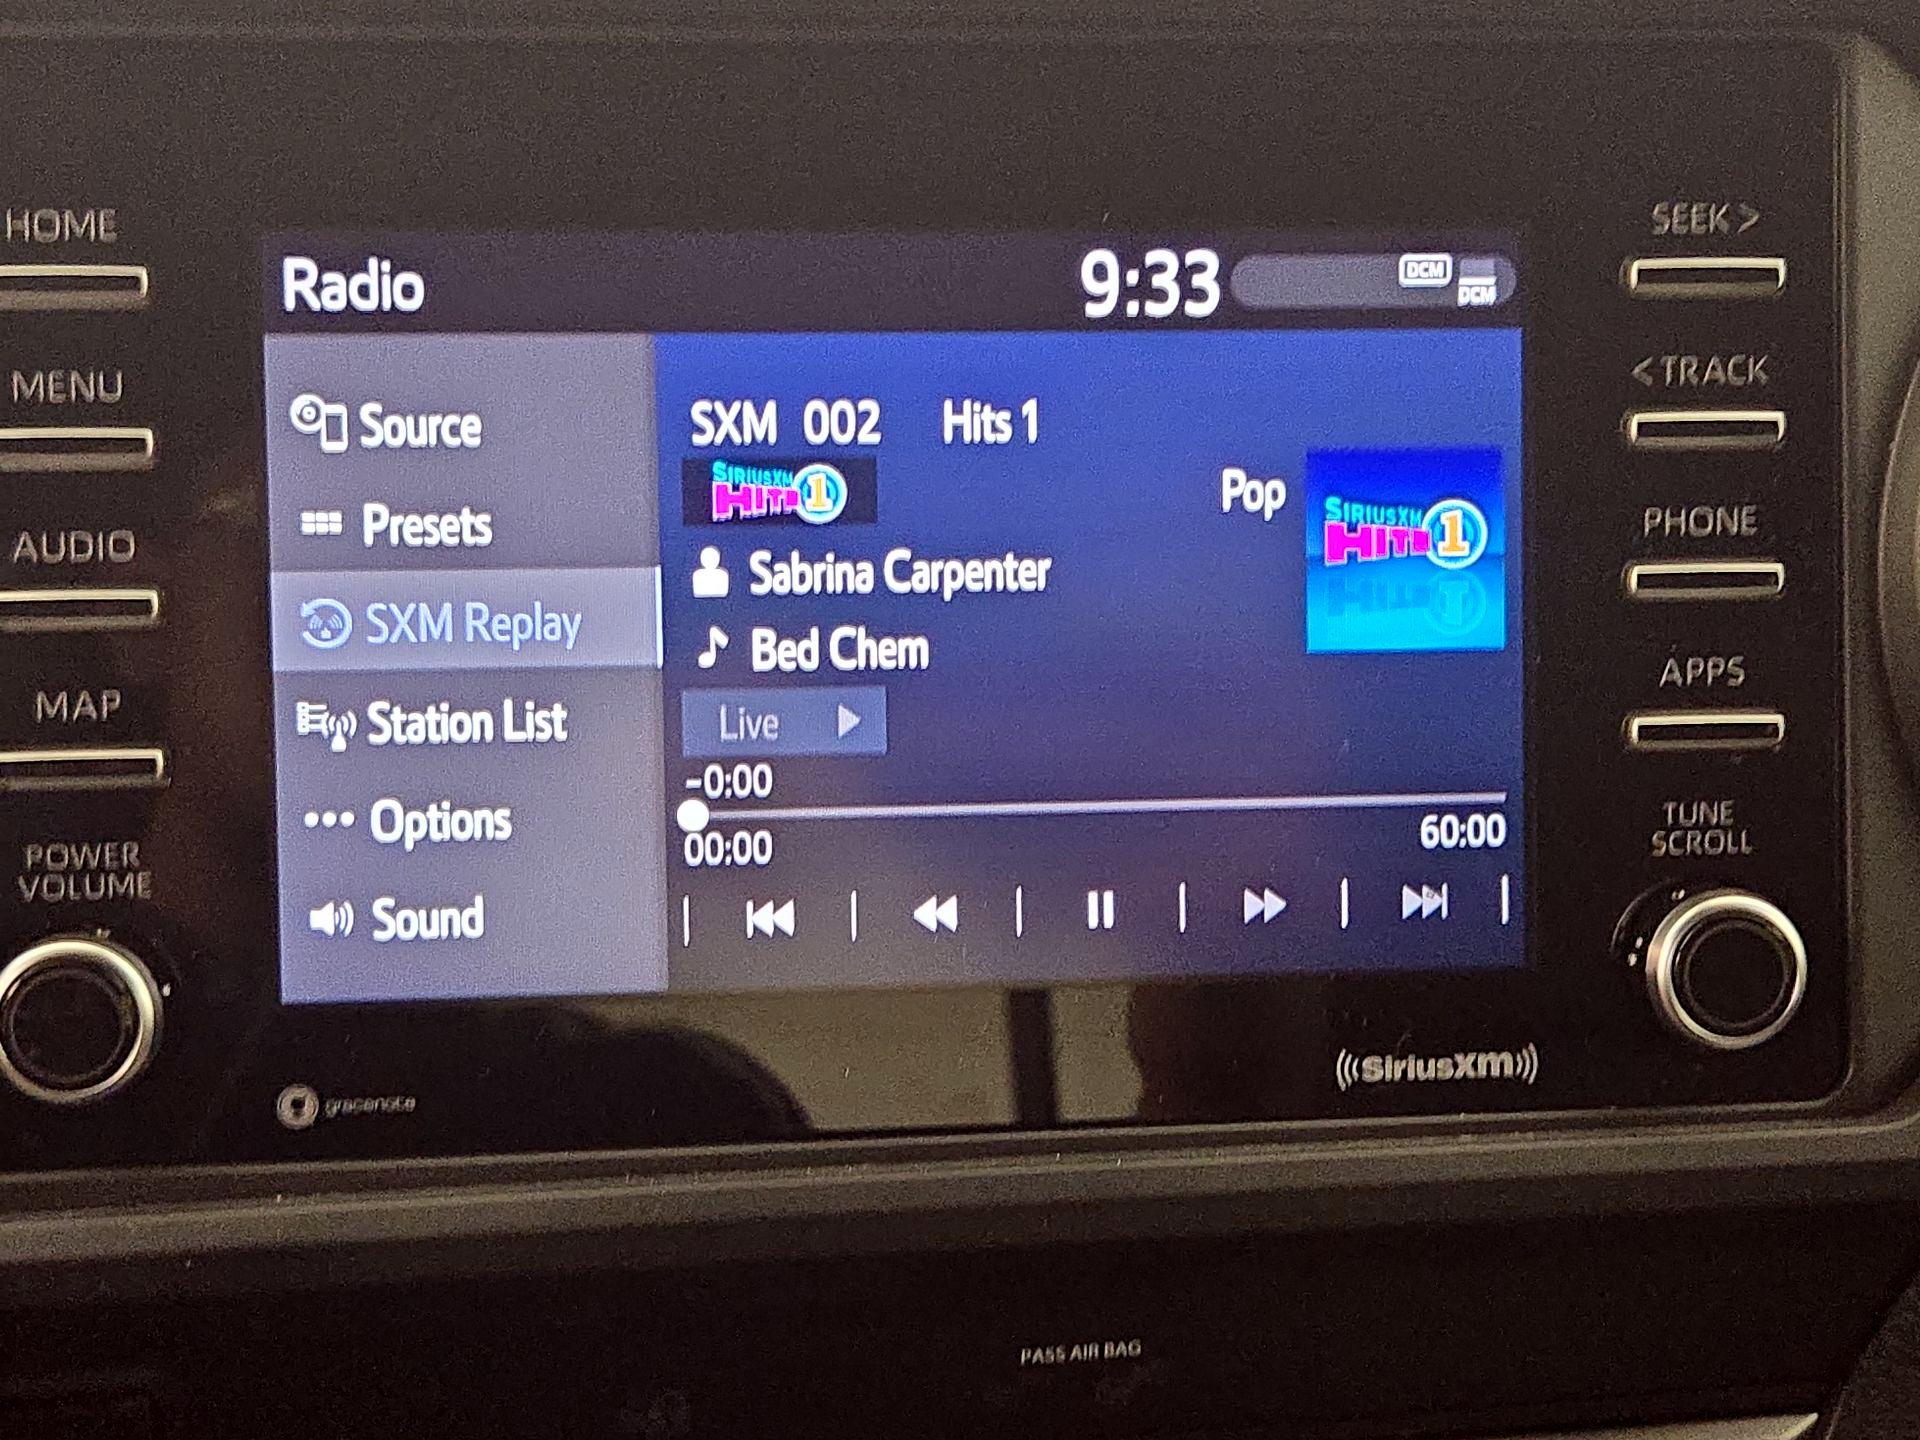 HOME
MENU
AUDIO
MAP
POWER
VOLUME
Radio
9:33
DCM
DCM
Source
Presets
SXM Replay
Station List
Options
Sound
SXM 002 Hits 1
SIRIUSXM
HITS 1
Pop
SIRIUSXM
HITS 1
Sabrina Carpenter
Bed Chem
Live
-0:00
00:00
60:00
SEEK >
< TRACK
PHONE
APPS
TUNE
SCROLL
gracenote
((SiriusXM))
PASS AIR BAG